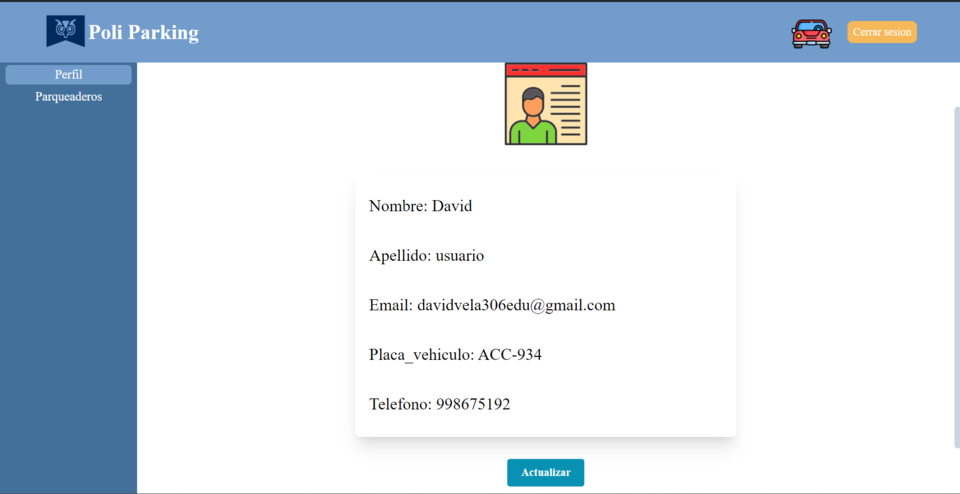 Poli Parking
Cerrar sesion
Perfil
Parqueaderos
Nombre: David
Apellido: usuario
Email: davidvela306edu@gmail.com
Placa_vehiculo: ACC-934
Telefono: 998675192
Actualizar